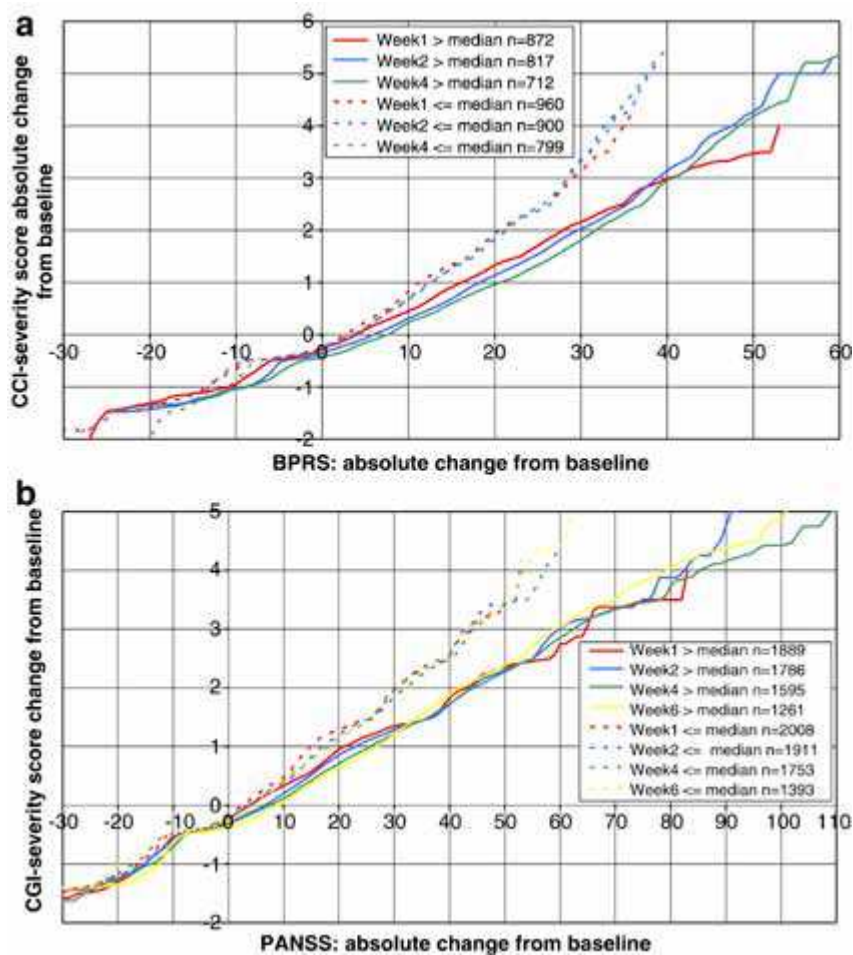 a
6
5
4
3
2
1
0
-1
-2
CCI-severity score absolute change
from baseline
Week1 > median n=872
Week2 > median n=817
Week4 > median n=712
Week1 <= median n=960
Week2 <= median n=900
Week4 <= median n=799
-30 -20 -10 0 10 20 30 40 50 60
BPRS: absolute change from baseline
b
5
4
3
2
1
0
-1
-2
CGI-severity score change from baseline
Week1 > median n=1889
Week2 > median n=1786
Week4 > median n=1595
Week6 > median n=1261
Week1 <= median n=2008
Week2 <= median n=1911
Week4 <= median n=1753
Week6 <= median n=1393
-30 -20 -10 0 10 20 30 40 50 60 70 80 90 100 110
PANSS: absolute change from baseline